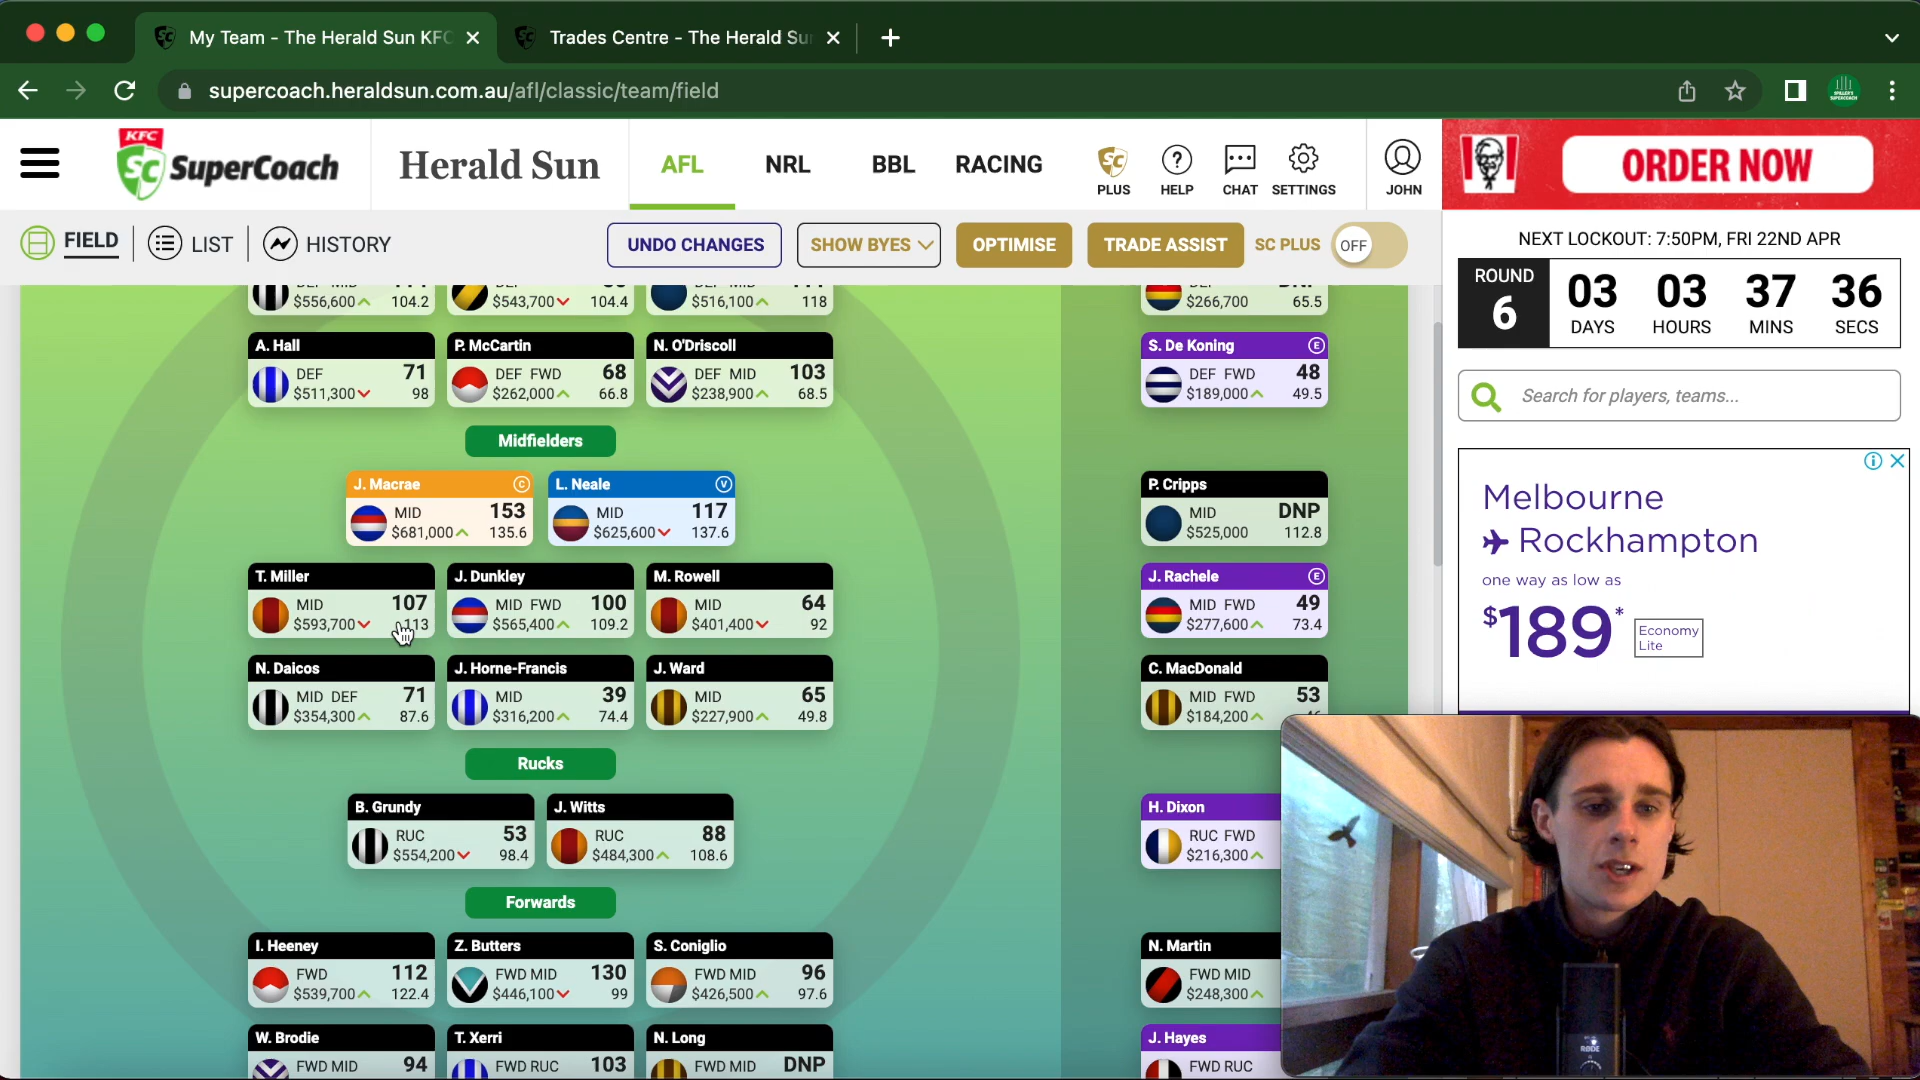 My Team - The Herald Sun KFC
Trades Centre - The Herald Sun
supercoach.heraldsun.com.au/afl/classic/team/field
KFC
SC SuperCoach
Herald Sun
AFL
NRL
BBL
RACING
PLUS
HELP
CHAT
SETTINGS
JOHN
ORDER NOW
FIELD
LIST
HISTORY
UNDO CHANGES
SHOW BYES
OPTIMISE
TRADE ASSIST
SC PLUS
OFF
NEXT LOCKOUT: 7:50PM, FRI 22ND APR
ROUND
6
03 03 37 36
DAYS HOURS MINS SECS
Search for players, teams...
$556,600 104.2
$543,700 104.4
$516,100 118
$266,700 65.5
A. Hall
DEF 71
$511,300 98
P. McCartin
DEF FWD 68
$262,000 66.8
N. O'Driscoll
DEF MID 103
$238,900 68.5
S. De Koning E
DEF FWD 48
$189,000 49.5
Midfielders
J. Macrae C
MID 153
$681,000 135.6
L. Neale V
MID 117
$625,600 137.6
P. Cripps
MID DNP
$525,000 112.8
T. Miller
MID 107
$593,700 113
J. Dunkley
MID FWD 100
$565,400 109.2
M. Rowell
MID 64
$401,400 92
J. Rachele E
MID FWD 49
$277,600 73.4
N. Daicos
MID DEF 71
$354,300 87.6
J. Horne-Francis
MID 39
$316,200 74.4
J. Ward
MID 65
$227,900 49.8
C. MacDonald
MID FWD 53
$184,200
Rucks
B. Grundy
RUC 53
$554,200 98.4
J. Witts
RUC 88
$484,300 108.6
H. Dixon
RUC FWD
$216,300
Forwards
I. Heeney
FWD 112
$539,700 122.4
Z. Butters
FWD MID 130
$446,100 99
S. Coniglio
FWD MID 96
$426,500 97.6
N. Martin
FWD MID
$248,300
W. Brodie
FWD MID 94
T. Xerri
FWD RUC 103
N. Long
FWD MID DNP
J. Hayes
FWD RUC
Melbourne
Rockhampton
one way as low as
$189*
Economy
Lite
RØDE